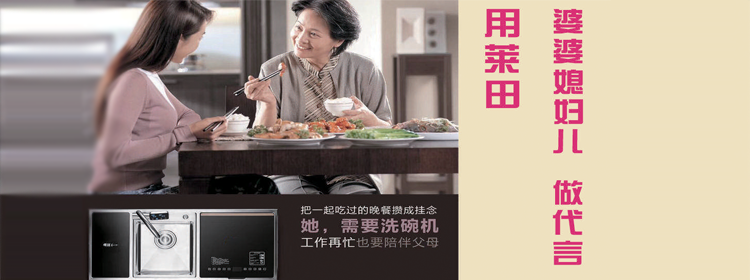 婆婆媳妇儿 做代言
用莱田
把一起吃过的晚餐攒成挂念
她，需要洗碗机
工作再忙也要陪伴父母